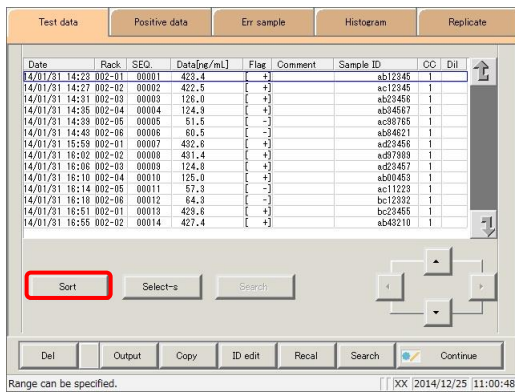 Test data Positive data Err sample Histogram Replicate
Date Rack SEQ. Data[ng/mL] Flag Comment Sample ID CC Dil
14/01/31 14:23 002-01 00001 423.4 [ +] ab12345 1
14/01/31 14:27 002-02 00002 422.5 [ +] ac12345 1
14/01/31 14:31 002-03 00003 126.0 [ +] ab23456 1
14/01/31 14:35 002-04 00004 124.9 [ +] ab34567 1
14/01/31 14:39 002-05 00005 51.5 [ -] ac98765 1
14/01/31 14:43 002-06 00006 60.5 [ -] ab84621 1
14/01/31 15:59 002-01 00007 432.6 [ +] ad23456 1
14/01/31 16:02 002-02 00008 431.4 [ +] ad97989 1
14/01/31 16:06 002-03 00009 124.8 [ +] ad23457 1
14/01/31 16:10 002-04 00010 125.0 [ +] ab00453 1
14/01/31 16:14 002-05 00011 57.3 [ -] ac11223 1
14/01/31 16:18 002-06 00012 64.3 [ -] bc12332 1
14/01/31 16:51 002-01 00013 429.6 [ +] bc23455 1
14/01/31 16:55 002-02 00014 427.4 [ +] ab43210 1
Sort Select-s Search
Del Output Copy ID edit Recal Search Continue
Range can be specified. XX 2014/12/25 11:00:48